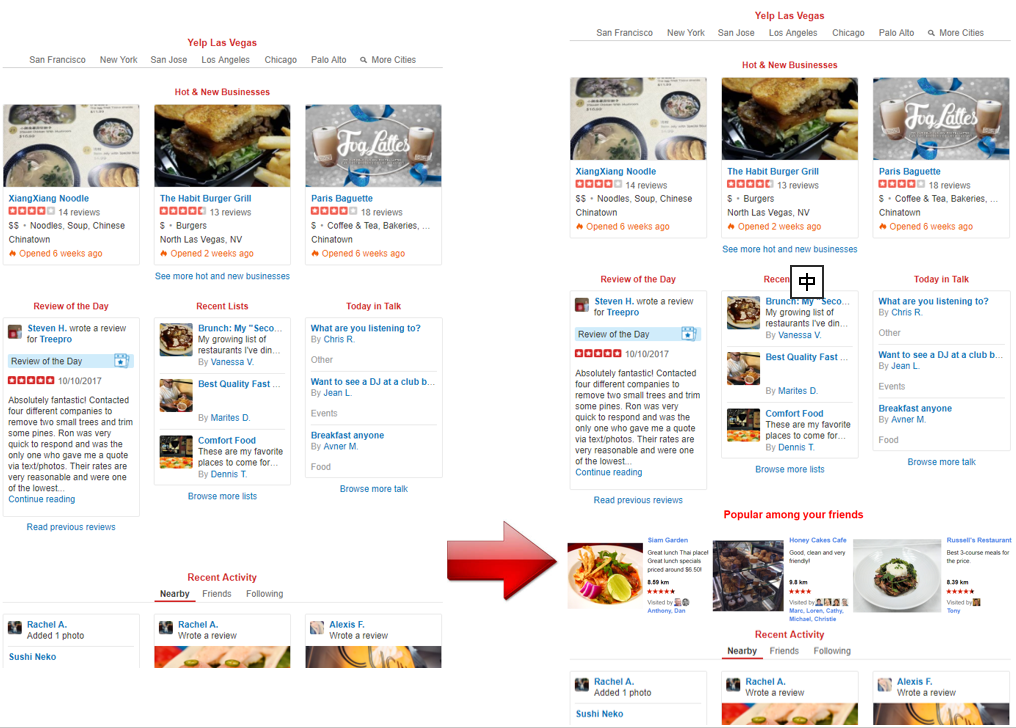 Yelp Las Vegas
San Francisco New York San Jose Los Angeles Chicago Palo Alto More Cities
Hot & New Businesses
Fog Lattes
XiangXiang Noodle
14 reviews
$$ • Noodles, Soup, Chinese
Chinatown
Opened 6 weeks ago
The Habit Burger Grill
13 reviews
$ • Burgers
North Las Vegas, NV
Opened 2 weeks ago
Paris Baguette
18 reviews
$ • Coffee & Tea, Bakeries, ...
Chinatown
Opened 6 weeks ago
See more hot and new businesses
Review of the Day
Steven H. wrote a review
for Treepro
Review of the Day
10/10/2017
Absolutely fantastic! Contacted
four different companies to
remove two small trees and trim
some pines. Ron was very
quick to respond and was the
only one who gave me a quote
via text/photos. Their rates are
very reasonable and were one
of the lowest...
Continue reading
Read previous reviews
Recent Lists
Brunch: My "Seco...
My growing list of
restaurants I've din...
By Vanessa V.
Best Quality Fast ...
By Marites D.
Comfort Food
These are my favorite
places to come for...
By Dennis T.
Browse more lists
Today in Talk
What are you listening to?
By Chris R.
Other
Want to see a DJ at a club b...
By Jean L.
Events
Breakfast anyone
By Avner M.
Food
Browse more talk
Recent Activity
Nearby Friends Following
Rachel A.
Added 1 photo
Sushi Neko
Rachel A.
Wrote a review
Alexis F.
Wrote a review
Yelp Las Vegas
San Francisco New York San Jose Los Angeles Chicago Palo Alto More Cities
Hot & New Businesses
Fog Lattes
XiangXiang Noodle
14 reviews
$$ • Noodles, Soup, Chinese
Chinatown
Opened 6 weeks ago
The Habit Burger Grill
13 reviews
$ • Burgers
North Las Vegas, NV
Opened 2 weeks ago
Paris Baguette
18 reviews
$ • Coffee & Tea, Bakeries, ...
Chinatown
Opened 6 weeks ago
See more hot and new businesses
Review of the Day
Steven H. wrote a review
for Treepro
Review of the Day
10/10/2017
Absolutely fantastic! Contacted
four different companies to
remove two small trees and trim
some pines. Ron was very
quick to respond and was the
only one who gave me a quote
via text/photos. Their rates are
very reasonable and were one
of the lowest...
Continue reading
Read previous reviews
Recen
中
Brunch: My "Seco...
My growing list of
restaurants I've din...
By Vanessa V.
Best Quality Fast ...
By Marites D.
Comfort Food
These are my favorite
places to come for...
By Dennis T.
Browse more lists
Today in Talk
What are you listening to?
By Chris R.
Other
Want to see a DJ at a club b...
By Jean L.
Events
Breakfast anyone
By Avner M.
Food
Browse more talk
Popular among your friends
Siam Garden
Great lunch Thai place!
Great lunch specials
priced around $6.50!
8.59 km
Visited by
Anthony, Dan
Honey Cakes Cafe
Good, clean and very
friendly!
9.8 km
Visited by
Marc, Loren, Cathy,
Michael, Christie
Russell's Restaurant
Best 3-course meals for
the price.
8.39 km
Visited by
Tony
Recent Activity
Nearby Friends Following
Rachel A.
Added 1 photo
Sushi Neko
Rachel A.
Wrote a review
Alexis F.
Wrote a review